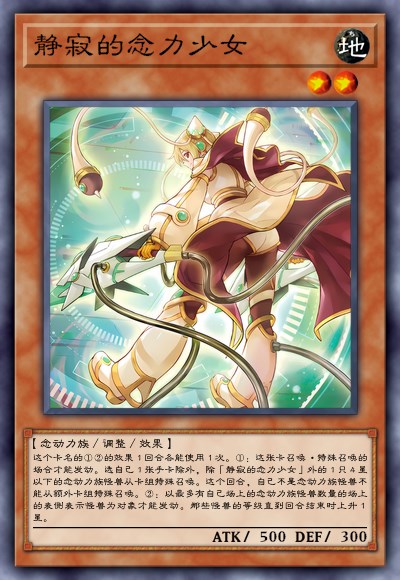 静寂的念力少女
地
【念动力族／调整／效果】
这个卡名的①②的效果1回合各能使用1次。①：这张卡召唤·特殊召唤的
场合才能发动。选自己1张手卡除外，除「静寂的念力少女」外的1只4星
以下的念动力族怪兽从卡组特殊召唤。这个回合，自己不是念动力族怪兽
不能从额外卡组特殊召唤。②：以最多有自己场上的念动力族怪兽数量的场上
的表侧表示怪兽为对象才能发动。那些怪兽的等级直到回合结束时上升1
星。
ATK/ 500 DEF/ 300